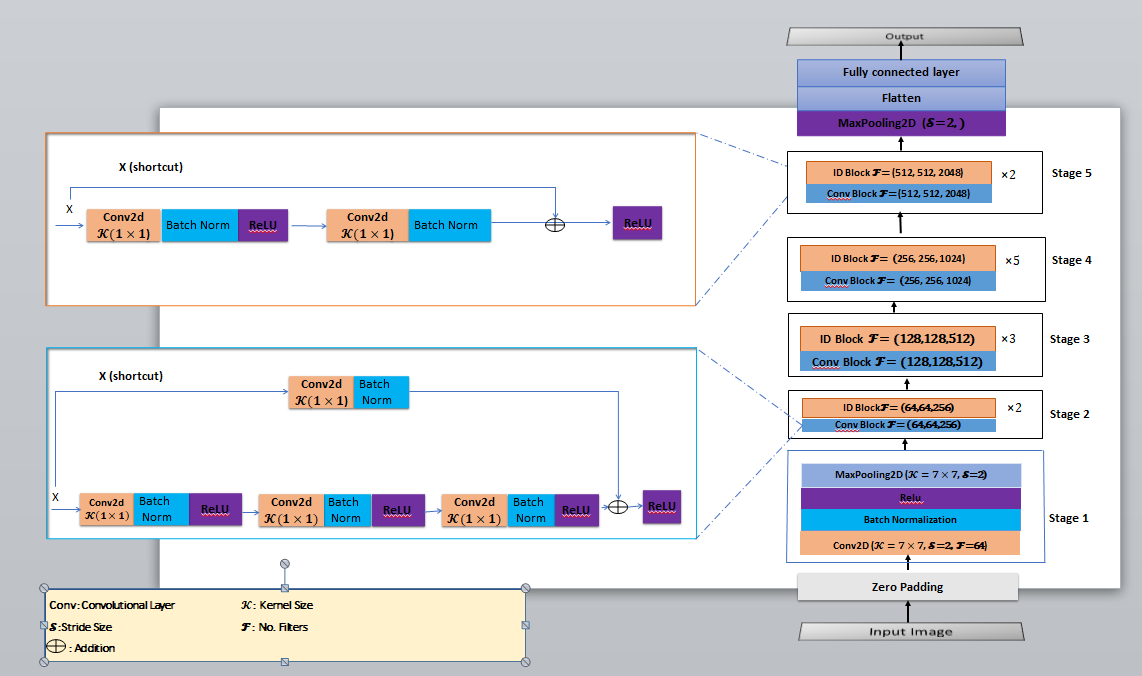 Output
Fully connected layer
Flatten
MaxPooling2D (𝓢=2, )
ID Block 𝓕=(512, 512, 2048)
Conv Block 𝓕=(512, 512, 2048)
×2
Stage 5
ID Block 𝓕= (256, 256, 1024)
Conv Block 𝓕= (256, 256, 1024)
×5
Stage 4
ID Block 𝓕= (128,128,512)
Conv Block 𝓕= (128,128,512)
×3
Stage 3
ID Block𝓕= (64,64,256)
Conv Block 𝓕= (64,64,256)
×2
Stage 2
MaxPooling2D (𝓚 = 7 × 7, 𝓢=2)
Relu
Batch Normalization
Conv2D (𝓚 = 7 × 7, 𝓢=2, 𝓕=64)
Stage 1
Zero Padding
Input Image
X (shortcut)
X
Conv2d
𝓚(1 × 1)
Batch Norm
ReLU
Conv2d
𝓚(1 × 1)
Batch Norm
ReLU
X (shortcut)
Conv2d
𝓚(1 × 1)
Batch
Norm
X
Conv2d
𝓚(1 × 1)
Batch
Norm
ReLU
Conv2d
𝓚(1 × 1)
Batch
Norm
ReLU
Conv2d
𝓚(1 × 1)
Batch
Norm
ReLU
ReLU
Conv: Convolutional Layer
𝓚: Kernel Size
𝓢:Stride Size
𝓕: No. Filters
⊕ : Addition